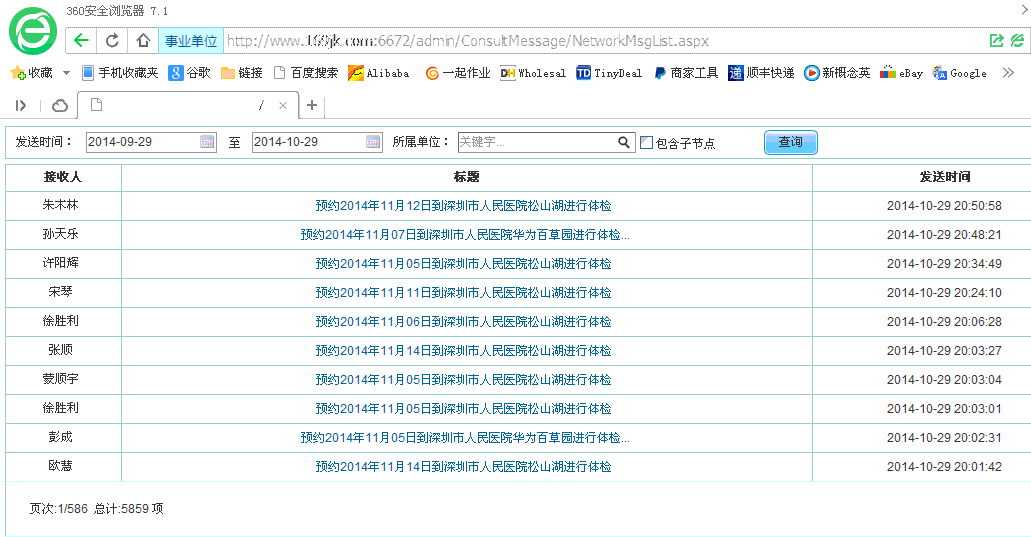 360安全浏览器 7.1
事业单位 http://www.169jk.com:6672/admin/ConsultMessage/NetworkMsgList.aspx
收藏 手机收藏夹 谷歌 链接 百度搜索 Alibaba 一起作业 DH Wholesal TD TinyDeal 商家工具 递 顺丰快递 新概念英 eBay Google
/
发送时间： 2014-09-29 至 2014-10-29 所属单位： 关键字... 包含子节点 查询
接收人 标题 发送时间
朱木林 预约2014年11月12日到深圳市人民医院松山湖进行体检 2014-10-29 20:50:58
孙天乐 预约2014年11月07日到深圳市人民医院华为百草园进行体检... 2014-10-29 20:48:21
许阳辉 预约2014年11月05日到深圳市人民医院松山湖进行体检 2014-10-29 20:34:49
宋琴 预约2014年11月11日到深圳市人民医院松山湖进行体检 2014-10-29 20:24:10
徐胜利 预约2014年11月06日到深圳市人民医院松山湖进行体检 2014-10-29 20:06:28
张顺 预约2014年11月14日到深圳市人民医院松山湖进行体检 2014-10-29 20:03:27
蒙顺宇 预约2014年11月05日到深圳市人民医院松山湖进行体检 2014-10-29 20:03:04
徐胜利 预约2014年11月05日到深圳市人民医院松山湖进行体检 2014-10-29 20:03:01
彭成 预约2014年11月05日到深圳市人民医院华为百草园进行体检... 2014-10-29 20:02:31
欧慧 预约2014年11月14日到深圳市人民医院松山湖进行体检 2014-10-29 20:01:42
页次:1/586 总计:5859 项